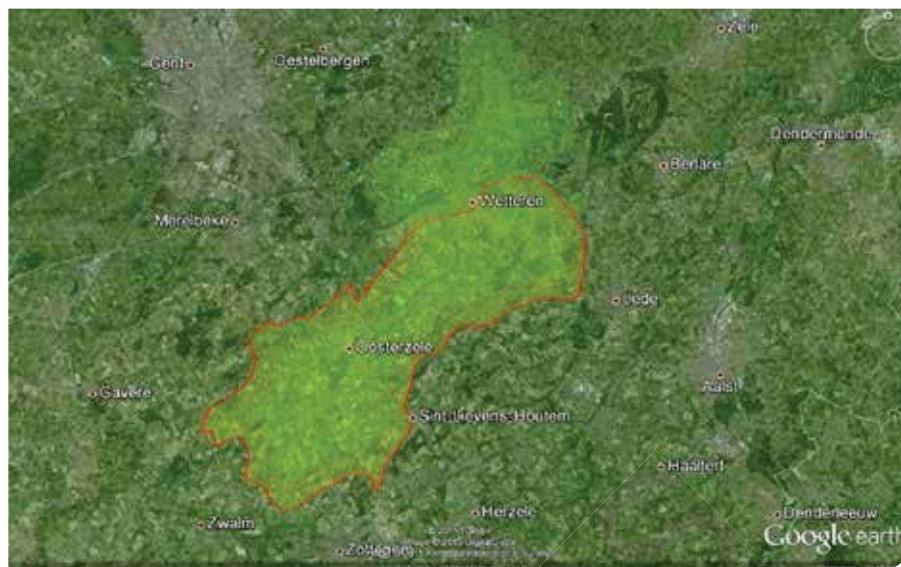 Zele
Gent
Destelbergen
Dendermonde
Berlare
Wetteren
Merelbeke
Lede
Oosterzele
Aalst
Gavere
Sint-Lievens-Houtem
Haaltert
Herzele
Denderleeuw
Zwalm
Google earth
Zottegem